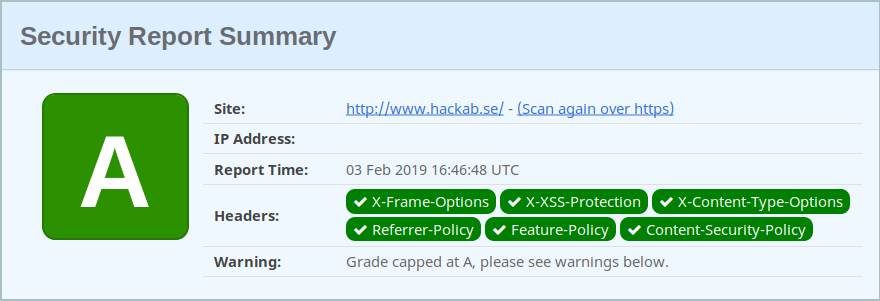 Security Report Summary
A
Site: http://www.hackab.se/ - (Scan again over https)
IP Address:
Report Time: 03 Feb 2019 16:46:48 UTC
Headers: X-Frame-Options X-XSS-Protection X-Content-Type-Options
Referrer-Policy Feature-Policy Content-Security-Policy
Warning: Grade capped at A, please see warnings below.